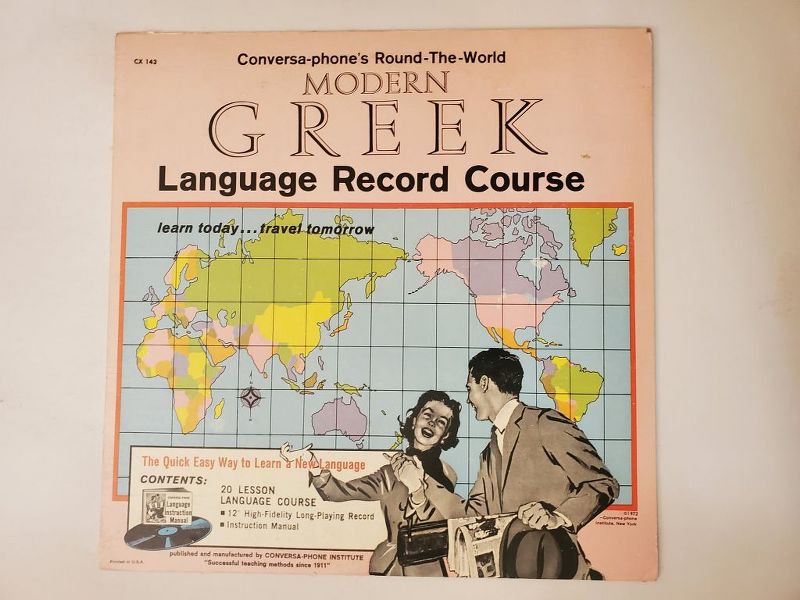 CX 143
Conversa-phone's Round-The-World
MODERN
GREEK
Language Record Course
learn today...travel tomorrow
The Quick Easy Way to Learn a New Language
CONTENTS:
Language
Instruction
Manual
20 LESSON
LANGUAGE COURSE
■ 12" High-Fidelity Long-Playing Record
■ Instruction Manual
©1972
Conversa-phone
Institute, New York
published and manufactured by CONVERSA-PHONE INSTITUTE
"Successful teaching methods since 1911"
Printed in U.S.A.